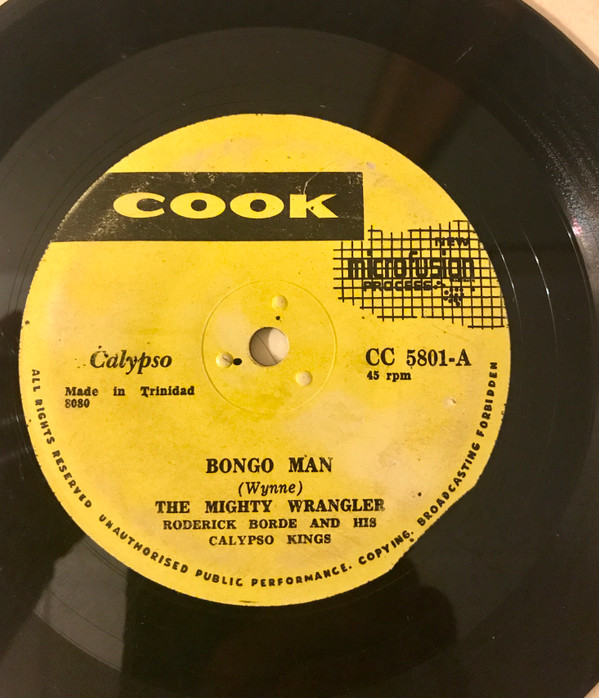 COOK
NEW
microfusion
PROCESS
Calypso
Made in Trinidad
8080
CC 5801-A
45 rpm
BONGO MAN
(Wynne)
THE MIGHTY WRANGLER
RODERICK BORDE AND HIS
CALYPSO KINGS
ALL RIGHTS RESERVED UNAUTHORISED PUBLIC PERFORMANCE. COPYING. BROADCASTING FORBIDDEN